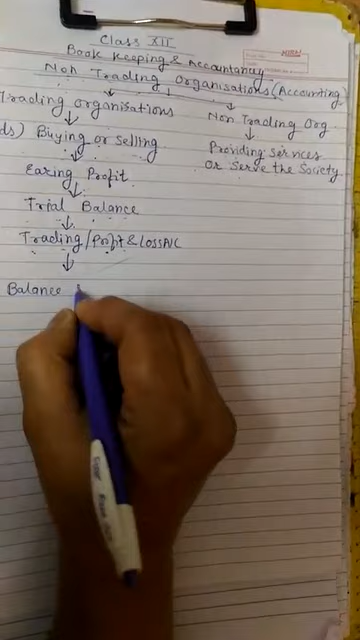 Class XII
Book Keeping & Accountancy
Non Trading Organisations (Accounting)
Trading organisations
Non Trading Org.
ds) Buying or Selling
Providing Services
or Serve the Society
Earing Profit
Trial Balance
Trading/Profit & Loss A/C
Balance